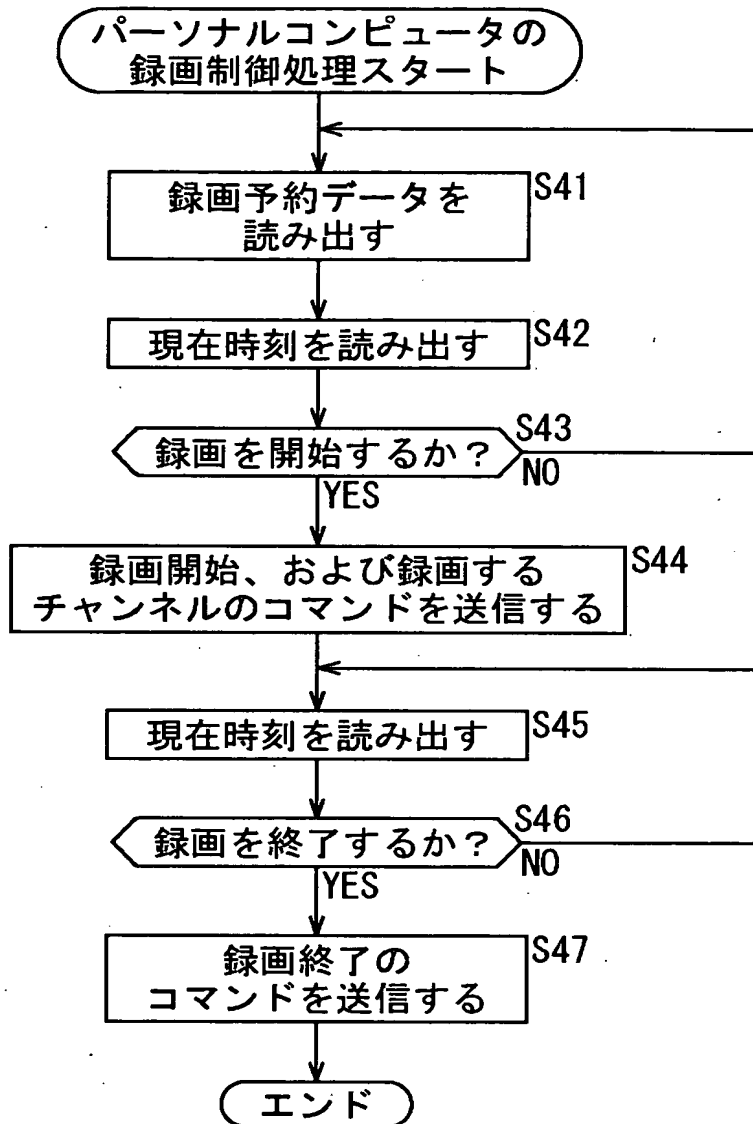 パーソナルコンピュータの
録画制御処理スタート
録画予約データを
読み出す
S41
現在時刻を読み出す
S42
録画を開始するか?
S43
NO
YES
録画開始、および録画する
チャンネルのコマンドを送信する
S44
現在時刻を読み出す
S45
録画を終了するか?
S46
NO
YES
録画終了の
コマンドを送信する
S47
エンド